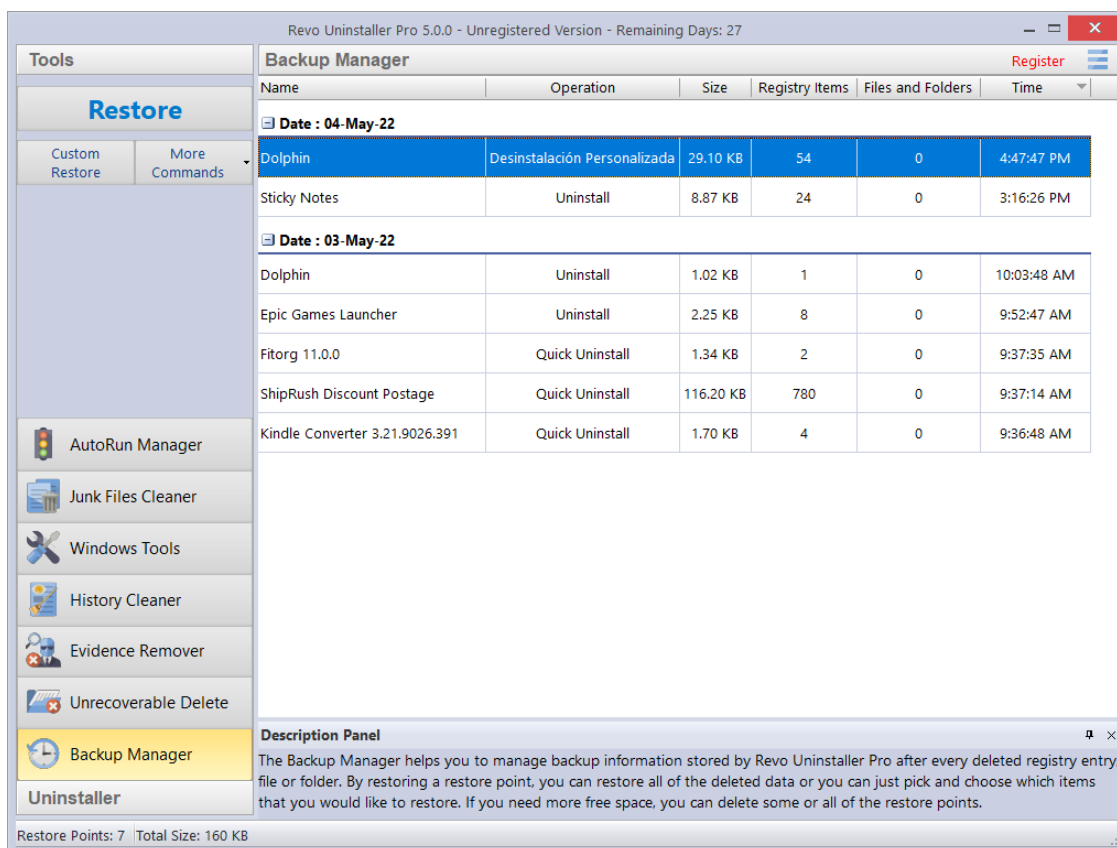 Revo Uninstaller Pro 5.0.0 - Unregistered Version - Remaining Days: 27
Tools
Backup Manager
Register
Restore
Custom Restore
More Commands
Name Operation Size Registry Items Files and Folders Time
Date : 04-May-22
Dolphin Desinstalación Personalizada 29.10 KB 54 0 4:47:47 PM
Sticky Notes Uninstall 8.87 KB 24 0 3:16:26 PM
Date : 03-May-22
Dolphin Uninstall 1.02 KB 1 0 10:03:48 AM
Epic Games Launcher Uninstall 2.25 KB 8 0 9:52:47 AM
Fitorg 11.0.0 Quick Uninstall 1.34 KB 2 0 9:37:35 AM
ShipRush Discount Postage Quick Uninstall 116.20 KB 780 0 9:37:14 AM
Kindle Converter 3.21.9026.391 Quick Uninstall 1.70 KB 4 0 9:36:48 AM
AutoRun Manager
Junk Files Cleaner
Windows Tools
History Cleaner
Evidence Remover
Unrecoverable Delete
Backup Manager
Uninstaller
Description Panel
The Backup Manager helps you to manage backup information stored by Revo Uninstaller Pro after every deleted registry entry,
file or folder. By restoring a restore point, you can restore all of the deleted data or you can just pick and choose which items
that you would like to restore. If you need more free space, you can delete some or all of the restore points.
Restore Points: 7 Total Size: 160 KB